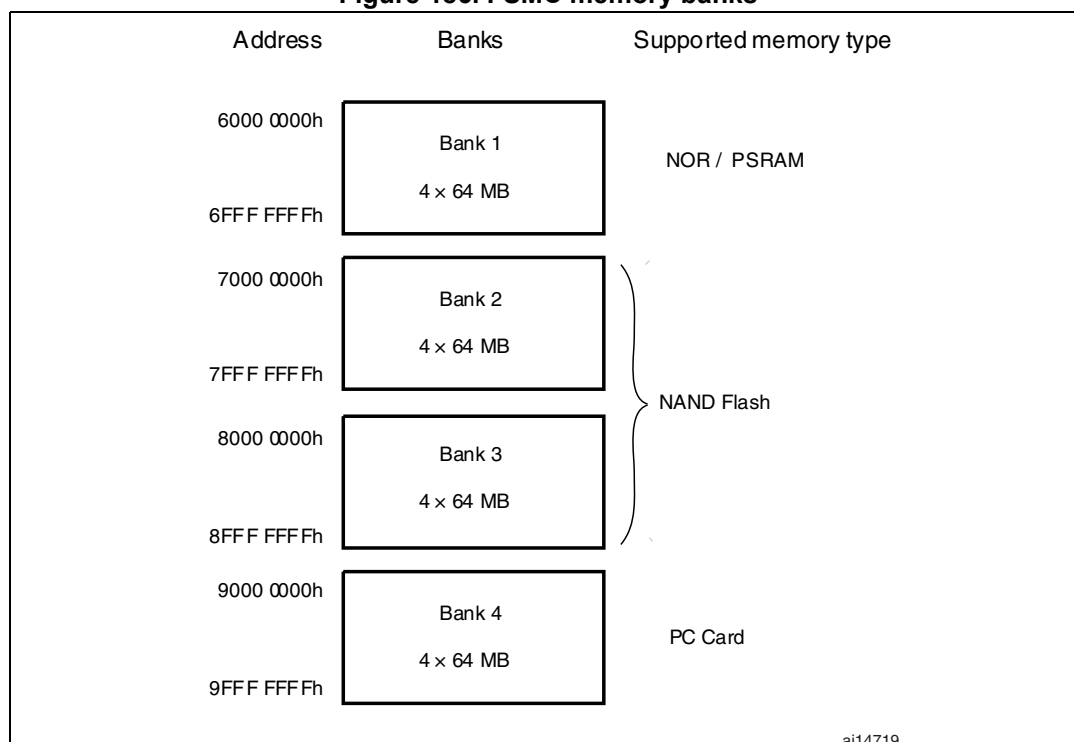 Address Banks Supported memory type
6000 0000h
Bank 1
4 × 64 MB
NOR / PSRAM
6FFF FFFFh
7000 0000h
Bank 2
4 × 64 MB
7FFF FFFFh
NAND Flash
8000 0000h
Bank 3
4 × 64 MB
8FFF FFFFh
9000 0000h
Bank 4
4 × 64 MB
PC Card
9FFF FFFFh